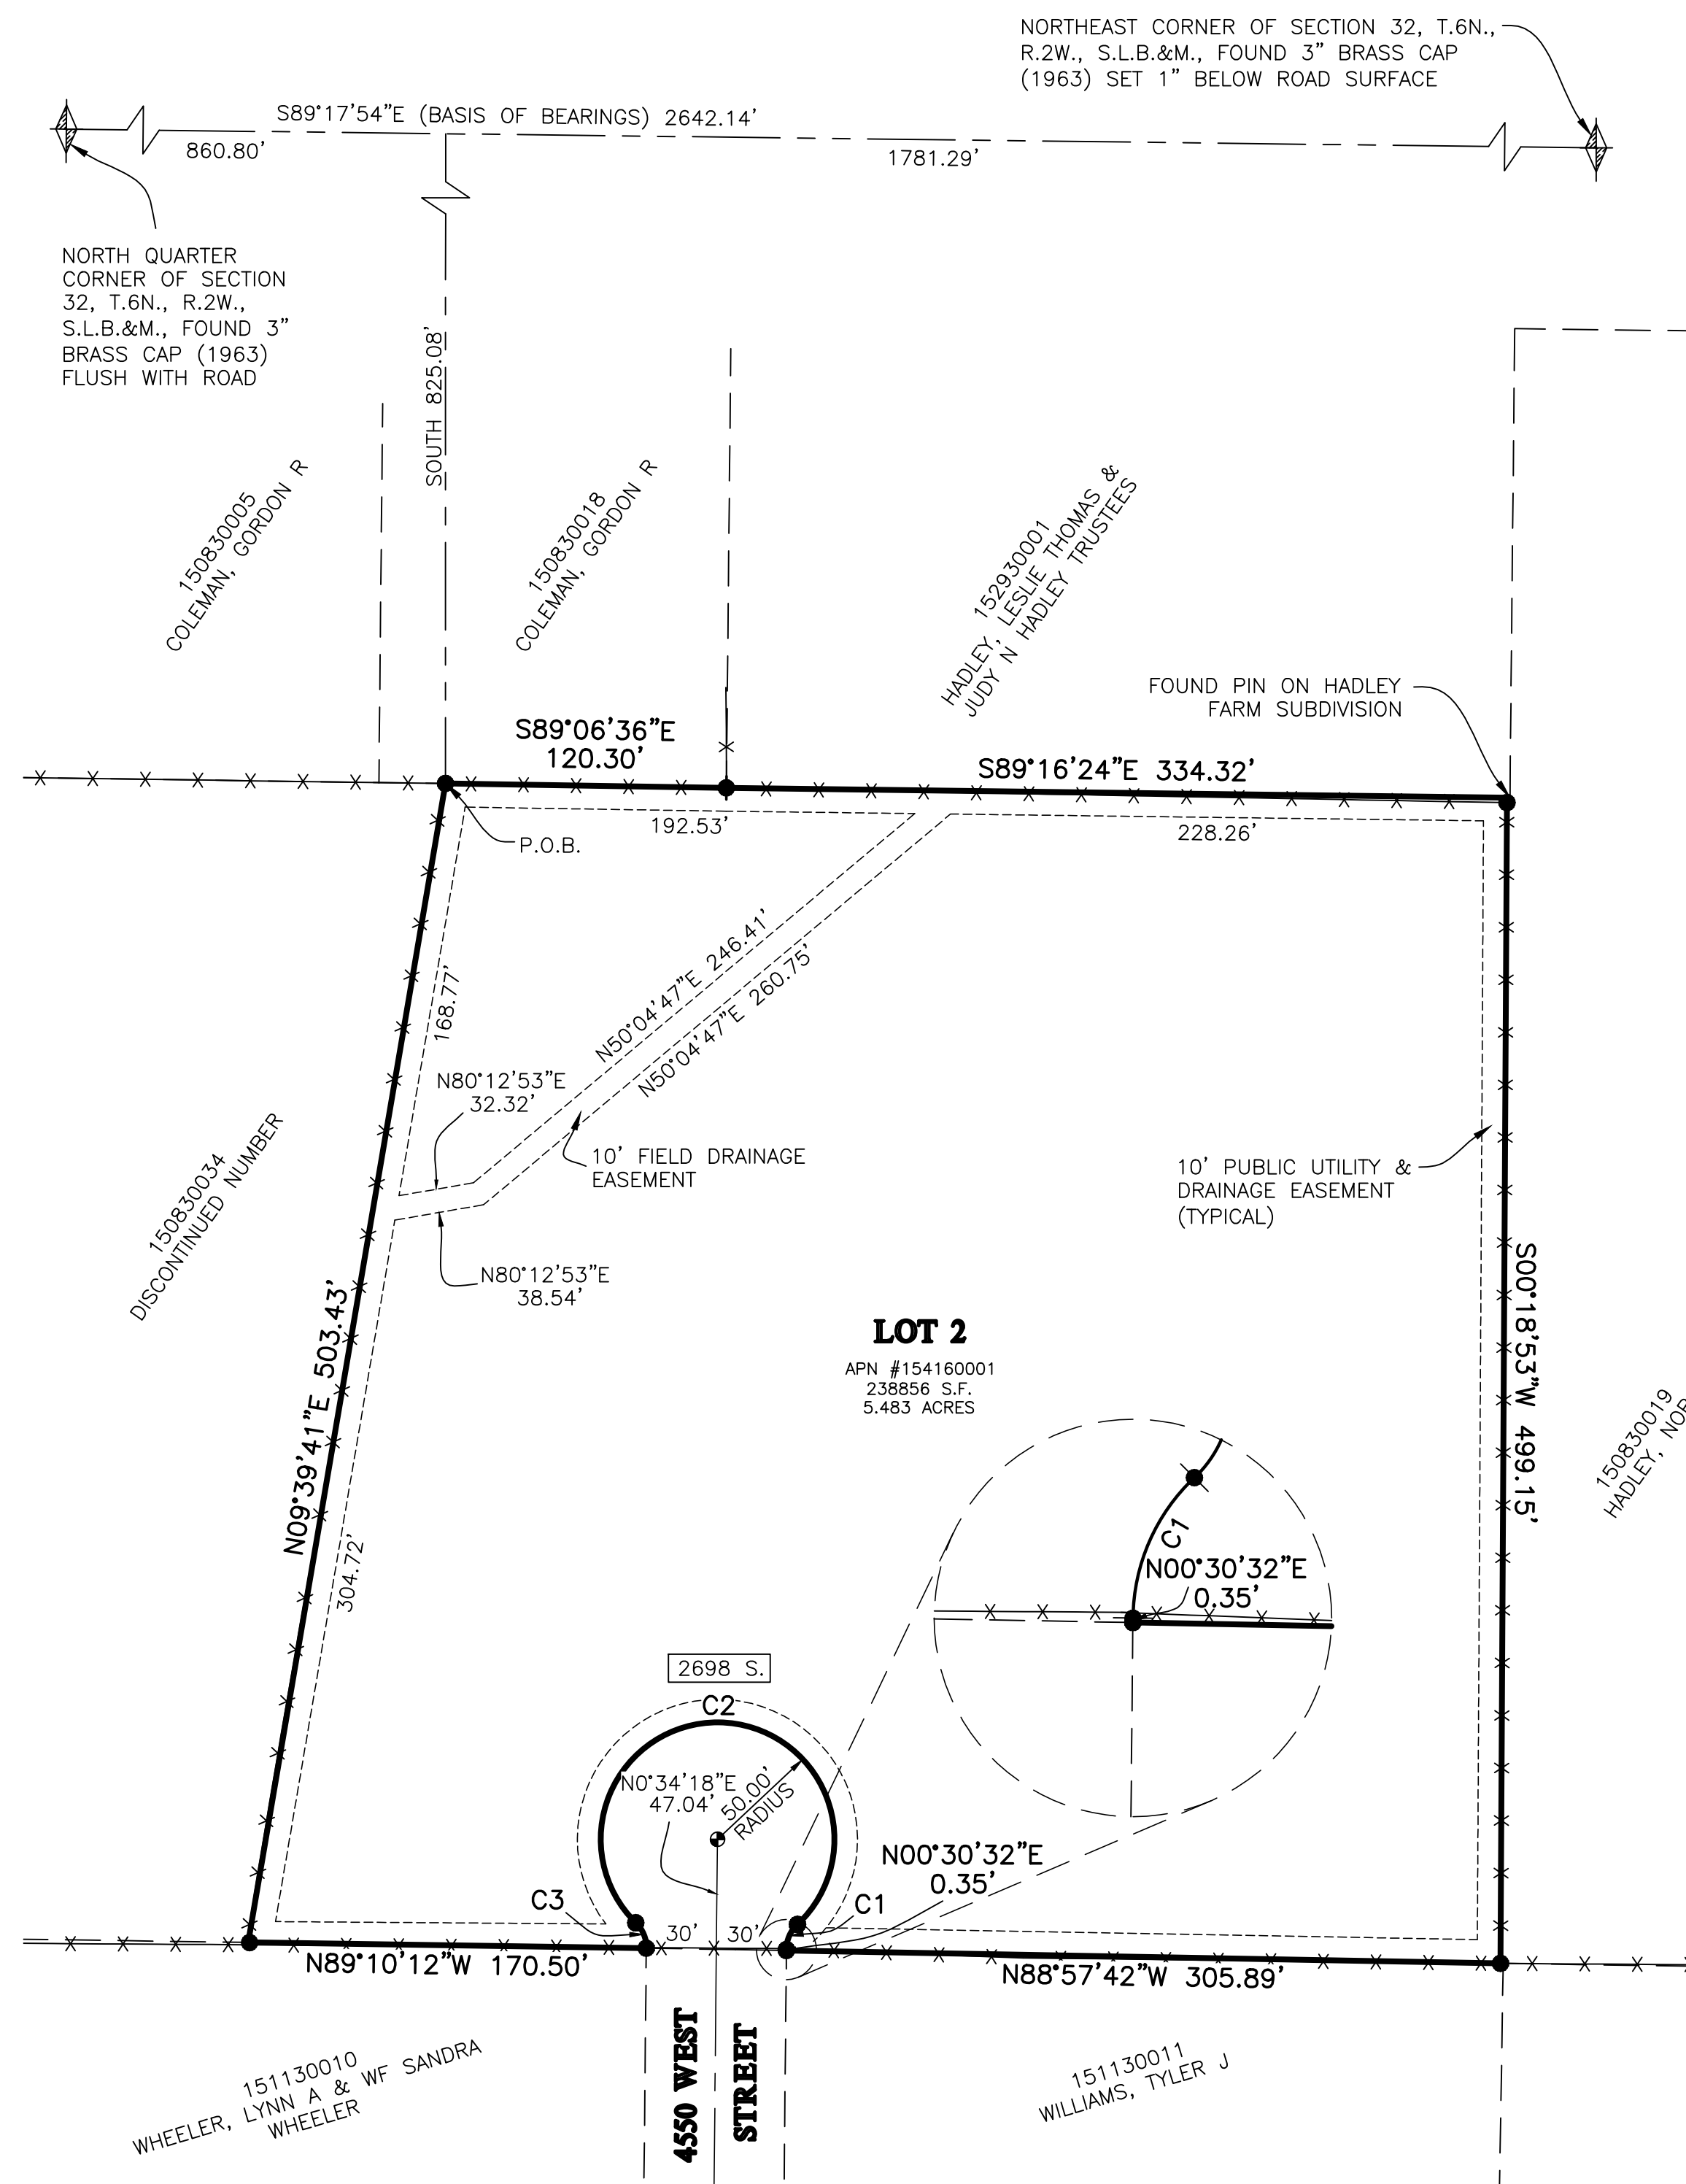 NORTHEAST CORNER OF SECTION 32, T.6N.,
R.2W., S.L.B.&M., FOUND 3" BRASS CAP
(1963) SET 1" BELOW ROAD SURFACE
S89°17'54"E (BASIS OF BEARINGS) 2642.14'
860.80'
1781.29'
NORTH QUARTER
CORNER OF SECTION
32, T.6N., R.2W.,
S.L.B.&M., FOUND 3"
BRASS CAP (1963)
FLUSH WITH ROAD
SOUTH 825.08'
150830005
COLEMAN, GORDON R
150830018
COLEMAN, GORDON R
152930001
HADLEY, LESLIE THOMAS &
JUDY N HADLEY TRUSTEES
FOUND PIN ON HADLEY
FARM SUBDIVISION
S89°06'36"E
120.30'
S89°16'24"E 334.32'
192.53'
228.26'
P.O.B.
168.77'
N50°04'47"E 246.41'
N50°04'47"E 260.75'
N80°12'53"E
32.32'
10' FIELD DRAINAGE
EASEMENT
10' PUBLIC UTILITY &
DRAINAGE EASEMENT
(TYPICAL)
150830034
DISCONTINUED NUMBER
N80°12'53"E
38.54'
N09°39'41"E 503.43'
S00°18'53"W 499.15'
LOT 2
APN #154160001
238856 S.F.
5.483 ACRES
150830019
HADLEY, NOR
304.72'
C1
N00°30'32"E
0.35'
2698 S.
C2
N0°34'18"E
47.04'
50.00'
RADIUS
N00°30'32"E
0.35'
C3
C1
30'
30'
N89°10'12"W 170.50'
N88°57'42"W 305.89'
4550 WEST
STREET
151130010
WHEELER, LYNN A & WF SANDRA
WHEELER
151130011
WILLIAMS, TYLER J